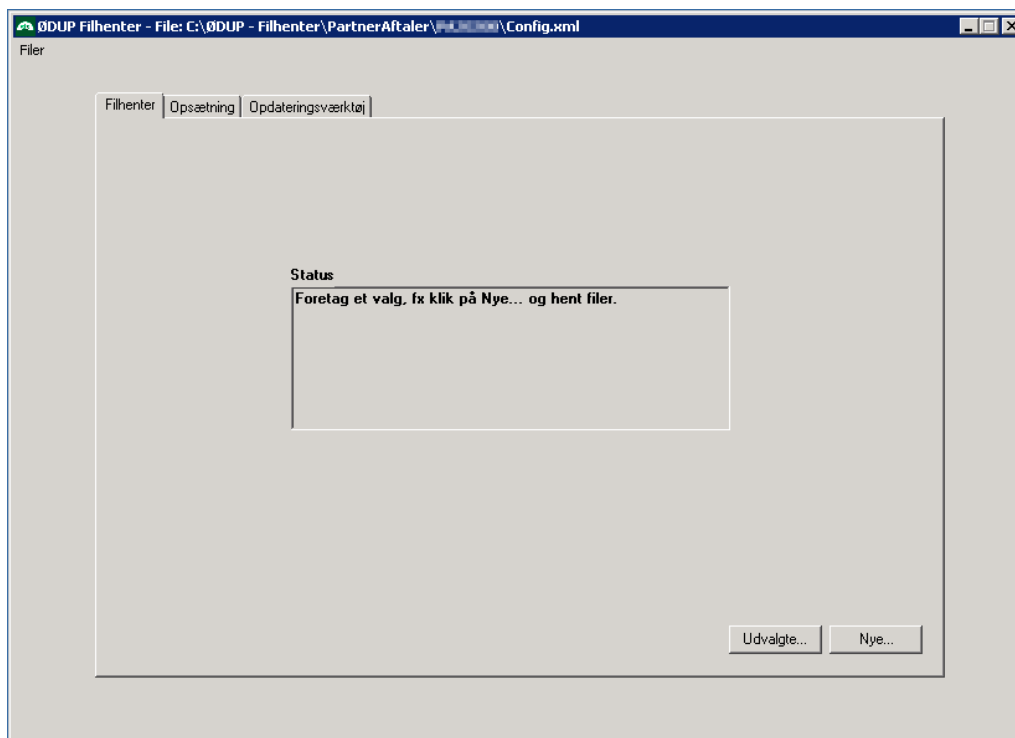 ØDUP Filhenter - File: C:\ØDUP - Filhenter\PartnerAftaler\ \Config.xml
Filer
Filhenter Opsætning Opdateringsværktøj
Status
Foretag et valg, fx klik på Nye... og hent filer.
Udvalgte... Nye...